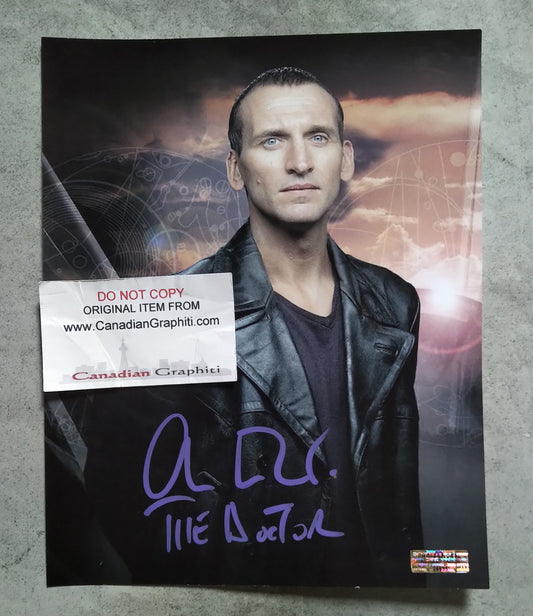 DO NOT COPY
ORIGINAL ITEM FROM
www.CanadianGraphiti.com
Canadian Graphiti
THE DOCTOR